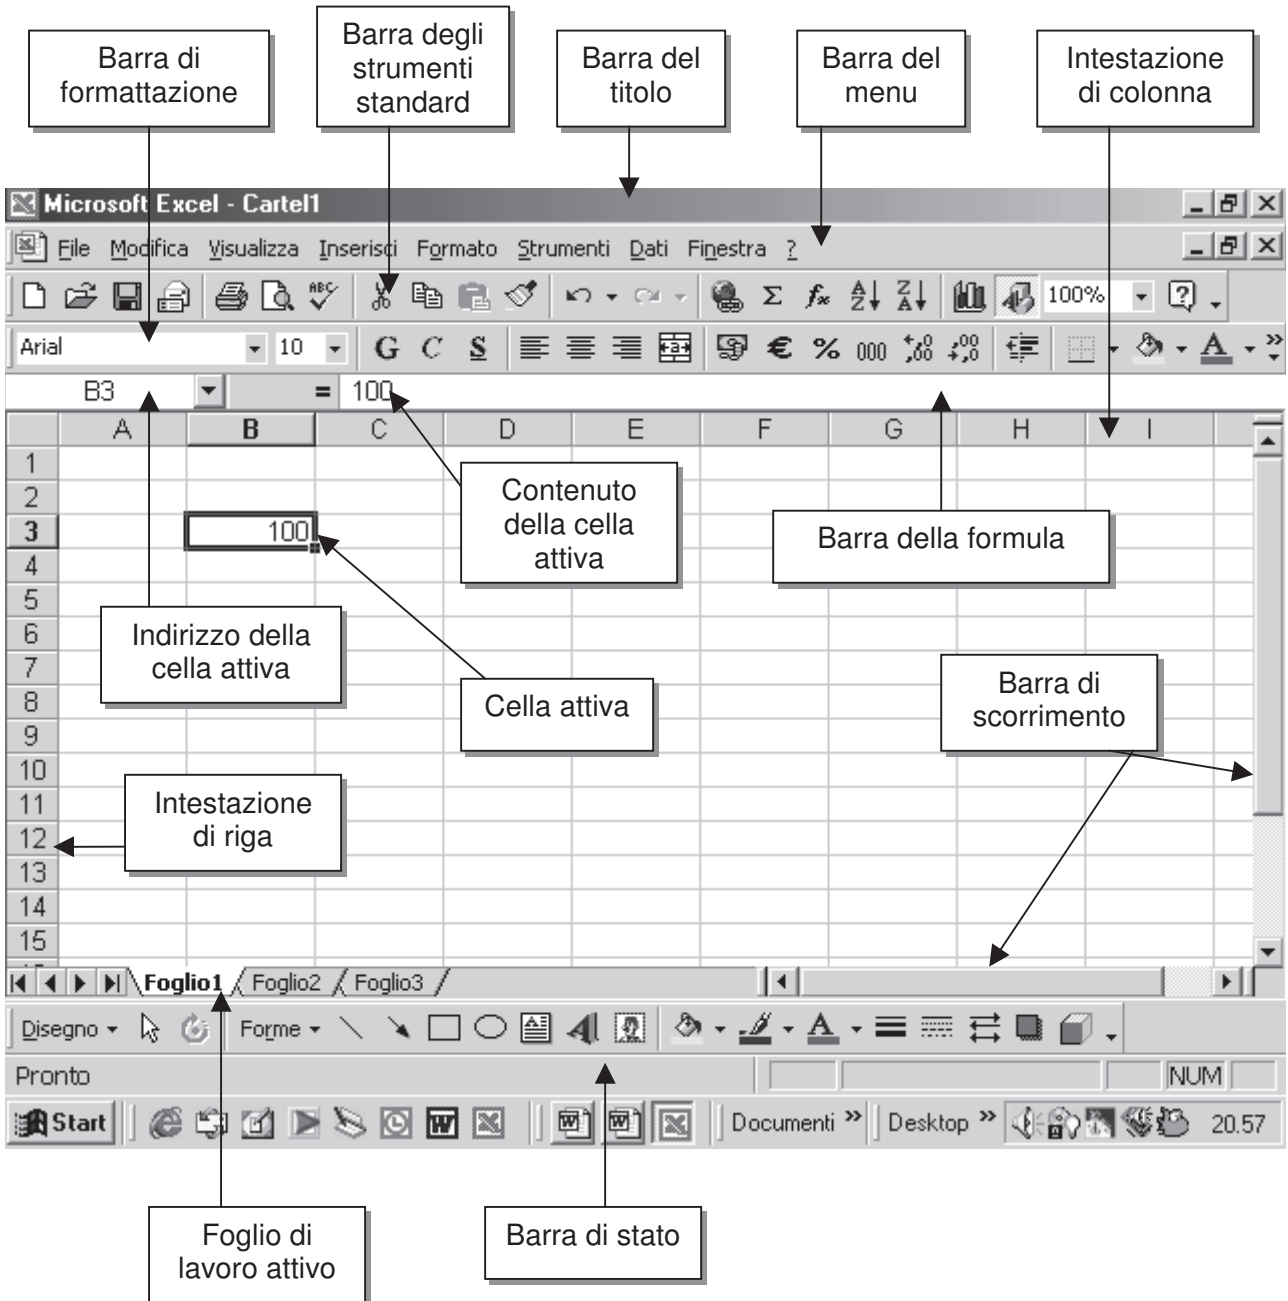 Barra di
formattazione
Barra degli
strumenti
standard
Barra del
titolo
Barra del
menu
Intestazione
di colonna
Microsoft Excel - Cartel1
File Modifica Visualizza Inserisci Formato Strumenti Dati Finestra ?
ABC Σ fx A Z Z A 100% ?
Arial 10 G C S a € % 000 ,00 ,00 A »
B3 = 100
A B C D E F G H I
1
2
3 100
4
5
6
7
8
9
10
11
12
13
14
15
Contenuto
della cella
attiva
Barra della formula
Indirizzo della
cella attiva
Cella attiva
Barra di
scorrimento
Intestazione
di riga
Foglio1 Foglio2 Foglio3
Disegno Forme A A
Pronto NUM
Start W W W Documenti » Desktop » 20.57
Foglio di
lavoro attivo
Barra di stato